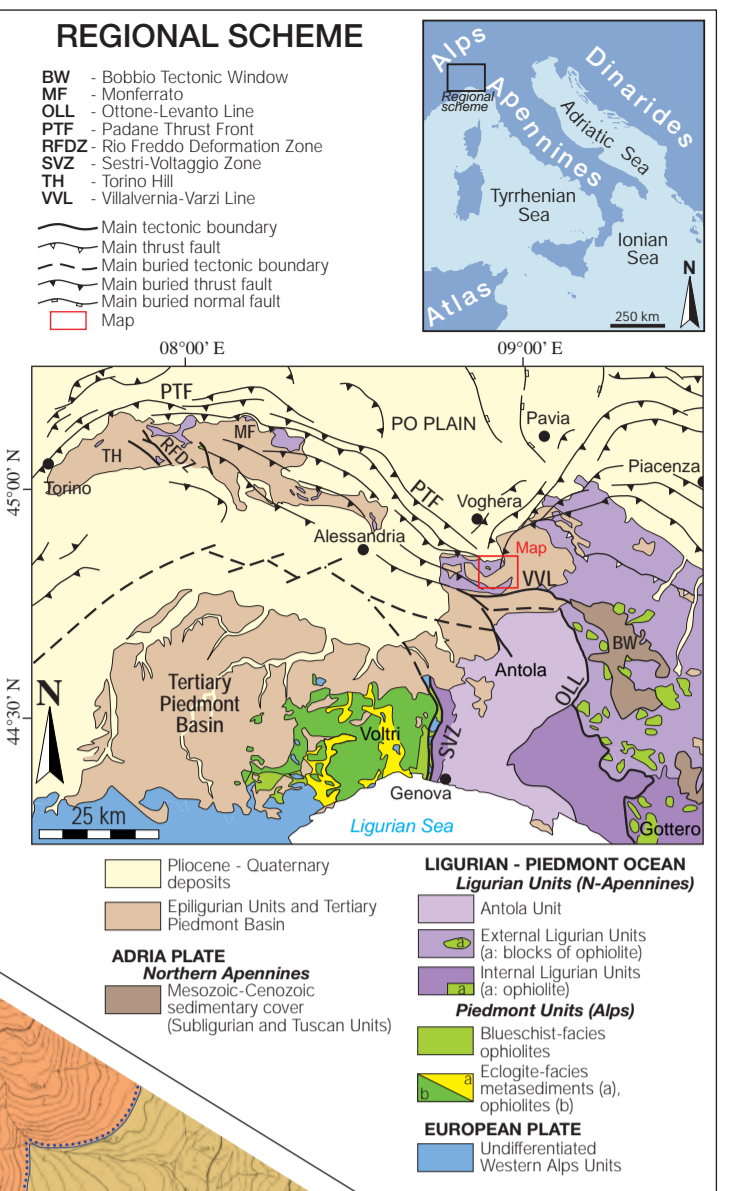 REGIONAL SCHEME
BW - Bobbio Tectonic Window
MF - Monferrato
OLL - Ottone-Levanto Line
PTF - Padane Thrust Front
RFDZ - Rio Freddo Deformation Zone
SVZ - Sestri-Voltaggio Zone
TH - Torino Hill
VVL - Villalvernia-Varzi Line
Main tectonic boundary
Main thrust fault
Main buried tectonic boundary
Main buried thrust fault
Main buried normal fault
Map
Alps
Dinarides
Regional
scheme
Apennines
Adriatic Sea
Tyrrhenian
Sea
Ionian
Sea
N
Atlas
250 km
08°00' E
09°00' E
PTF
PO PLAIN
Pavia
MF
TH
RFDZ
Piacenza
45°00' N
Torino
PTF
Voghera
Alessandria
Map
VVL
BW
Antola
Tertiary
Piedmont
Basin
OLL
N
44°30' N
Voltri
SVZ
Genova
25 km
Ligurian Sea
Gottero
Pliocene - Quaternary
deposits
Epiligurian Units and Tertiary
Piedmont Basin
ADRIA PLATE
Northern Apennines
Mesozoic-Cenozoic
sedimentary cover
(Subligurian and Tuscan Units)
LIGURIAN - PIEDMONT OCEAN
Ligurian Units (N-Apennines)
Antola Unit
a
External Ligurian Units
(a: blocks of ophiolite)
a
Internal Ligurian Units
(a: ophiolite)
Piedmont Units (Alps)
Blueschist-facies
ophiolites
a
b
Eclogite-facies
metasediments (a),
ophiolites (b)
EUROPEAN PLATE
Undifferentiated
Western Alps Units